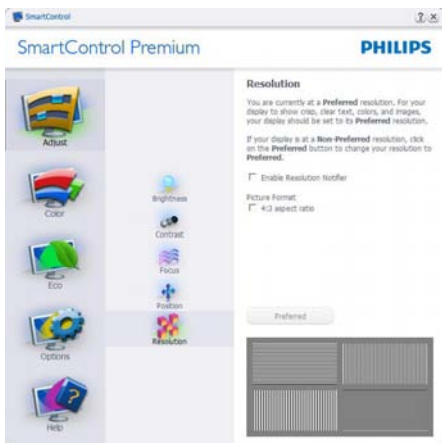 SmartControl
? x
SmartControl Premium
PHILIPS
Adjust
Color
Eco
Options
Help
Brightness
Contrast
Focus
Position
Resolution
Resolution
You are currently at a Preferred resolution. For your
display to show crisp, clear text, colors, and images,
your display should be set to its Preferred resolution.
If your display is at a Non-Preferred resolution, click
on the Preferred button to change your resolution to
Preferred.
Enable Resolution Notifier
Picture Format
4:3 aspect ratio
Preferred